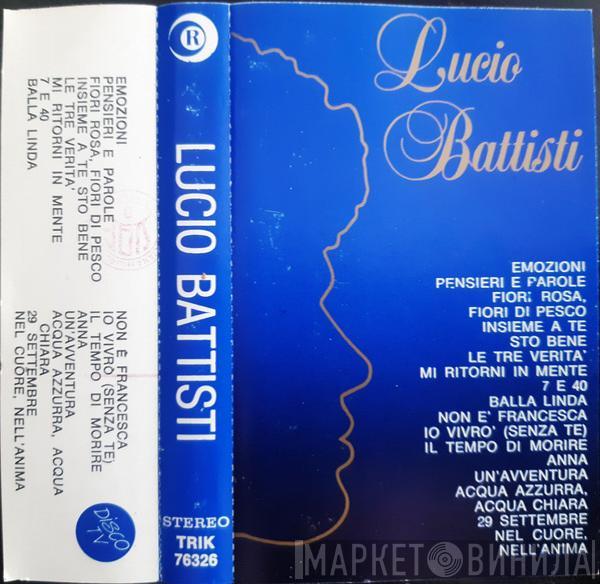 EMOZIONI
PENSIERI E PAROLE
FIORI ROSA, FIORI DI PESCO
INSIEME A TE STO BENE
LE TRE VERITA'
MI RITORNI IN MENTE
7 E 40
BALLA LINDA
NON È FRANCESCA
IO VIVRÒ (SENZA TE)
IL TEMPO DI MORIRE
ANNA
UN'AVVENTURA
ACQUA AZZURRA, ACQUA
CHIARA
29 SETTEMBRE
NEL CUORE, NELL'ANIMA
DISCO
TV
R
LUCIO BATTISTI
STEREO
TRIK
76326
Lucio
Battisti
EMOZIONI
PENSIERI E PAROLE
FIORI ROSA,
FIORI DI PESCO
INSIEME A TE
STO BENE
LE TRE VERITA'
MI RITORNI IN MENTE
7 E 40
BALLA LINDA
NON E' FRANCESCA
IO VIVRO' (SENZA TE)
IL TEMPO DI MORIRE
ANNA
UN'AVVENTURA
ACQUA AZZURRA,
ACQUA CHIARA
29 SETTEMBRE
NEL CUORE,
NELL'ANIMA
МАРКЕТ ВИНИЛА